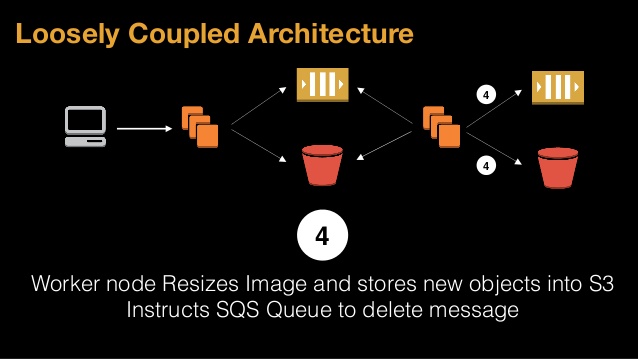 Loosely Coupled Architecture
4
4
4
Worker node Resizes Image and stores new objects into S3
Instructs SQS Queue to delete message